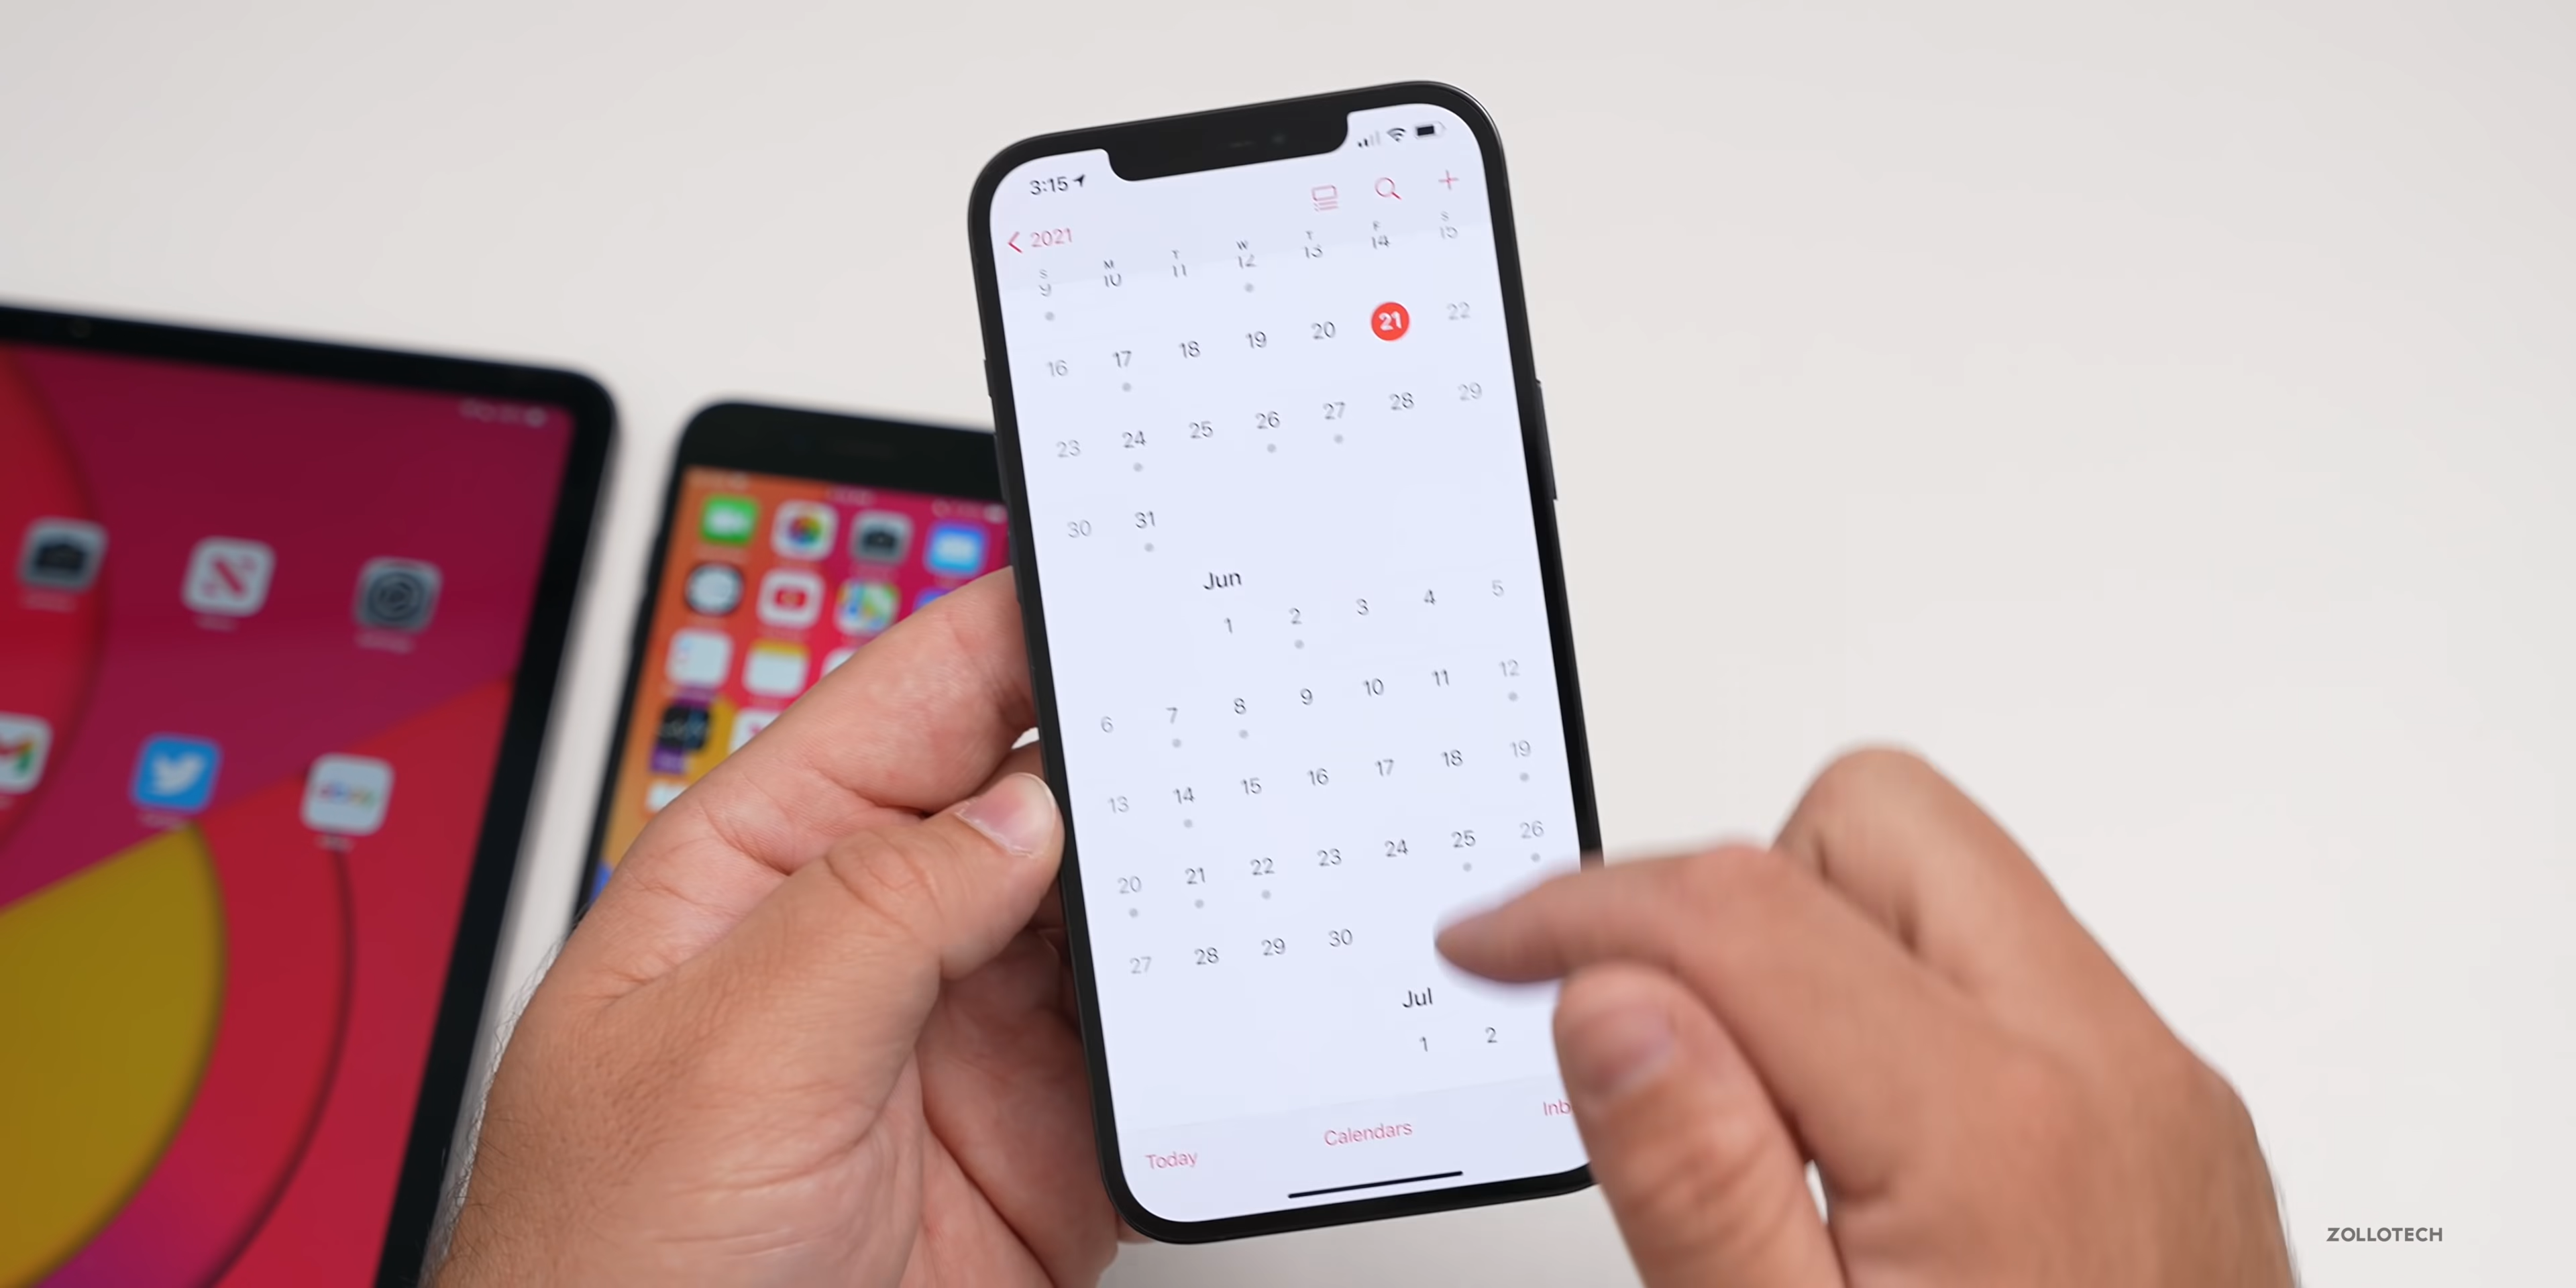 3:15
2021
S M T W T F S
9 10 11 12 13 14 15
16 17 18 19 20 21 22
23 24 25 26 27 28 29
30 31
Jun
1 2 3 4 5
6 7 8 9 10 11 12
13 14 15 16 17 18 19
20 21 22 23 24 25 26
27 28 29 30
Jul
1 2
Today Calendars Inb
ZOLLOTECH